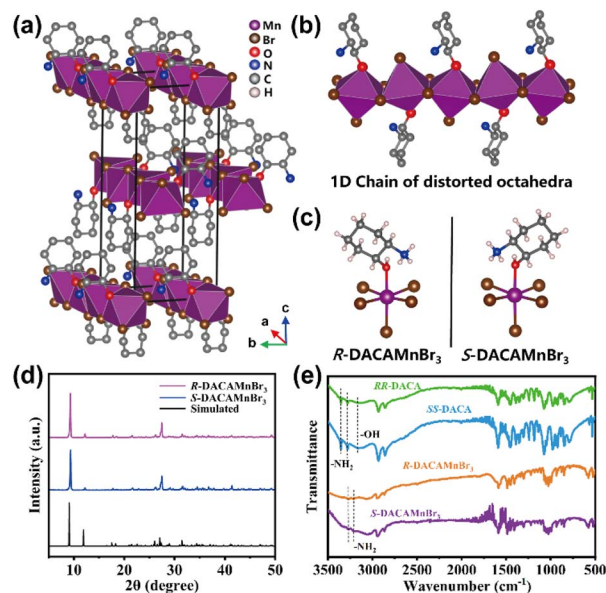 (a)
Mn
Br
O
N
C
H
a
b
c
(b)
1D Chain of distorted octahedra
(c)
R-DACAMnBr3
S-DACAMnBr3
(d)
R-DACAMnBr3
S-DACAMnBr3
Simulated
Intensity (a.u.)
10 20 30 40 50
2θ (degree)
(e)
RR-DACA
SS-DACA
-OH
-NH2
R-DACAMnBr3
S-DACAMnBr3
-NH2
Transmittance
3500 3000 2500 2000 1500 1000 500
Wavenumber (cm-1)